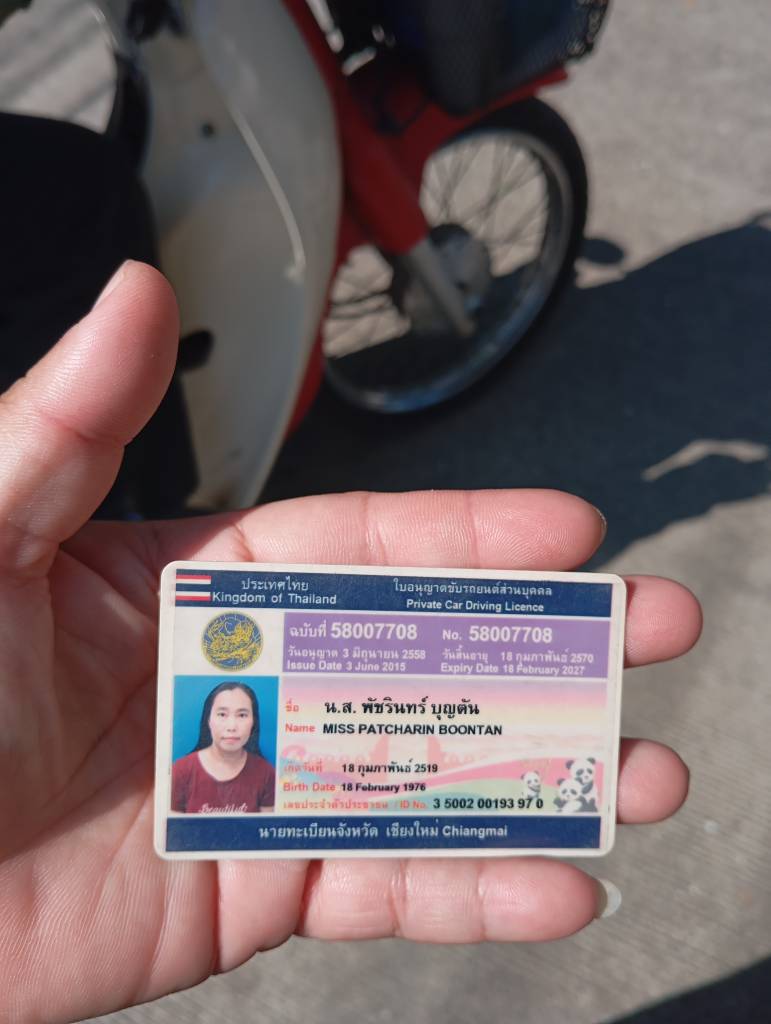 ประเทศไทย
Kingdom of Thailand
ใบอนุญาตขับรถยนต์ส่วนบุคคล
Private Car Driving Licence
ฉบับที่ 58007708 No. 58007708
วันอนุญาต 3 มิถุนายน 2558 วันสิ้นอายุ 18 กุมภาพันธ์ 2570
Issue Date 3 June 2015 Expiry Date 18 February 2027
ชื่อ น.ส. พัชรินทร์ บุญตัน
Name MISS PATCHARIN BOONTAN
เกิดวันที่ 18 กุมภาพันธ์ 2519
Birth Date 18 February 1976
เลขประจำตัวประชาชน / ID No. 3 5002 00193 97 0
Beautiful
นายทะเบียนจังหวัด เชียงใหม่ Chiangmai